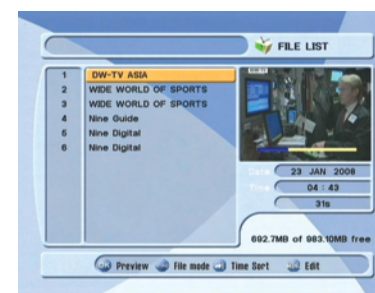 FILE LIST
1 DW-TV ASIA
2 WIDE WORLD OF SPORTS
3 WIDE WORLD OF SPORTS
4 Nine Guide
5 Nine Digital
6 Nine Digital
Date 23 JAN 2008
Time 04 : 43
31s
692.7MB of 983.10MB free
OK Preview File mode Time Sort Edit